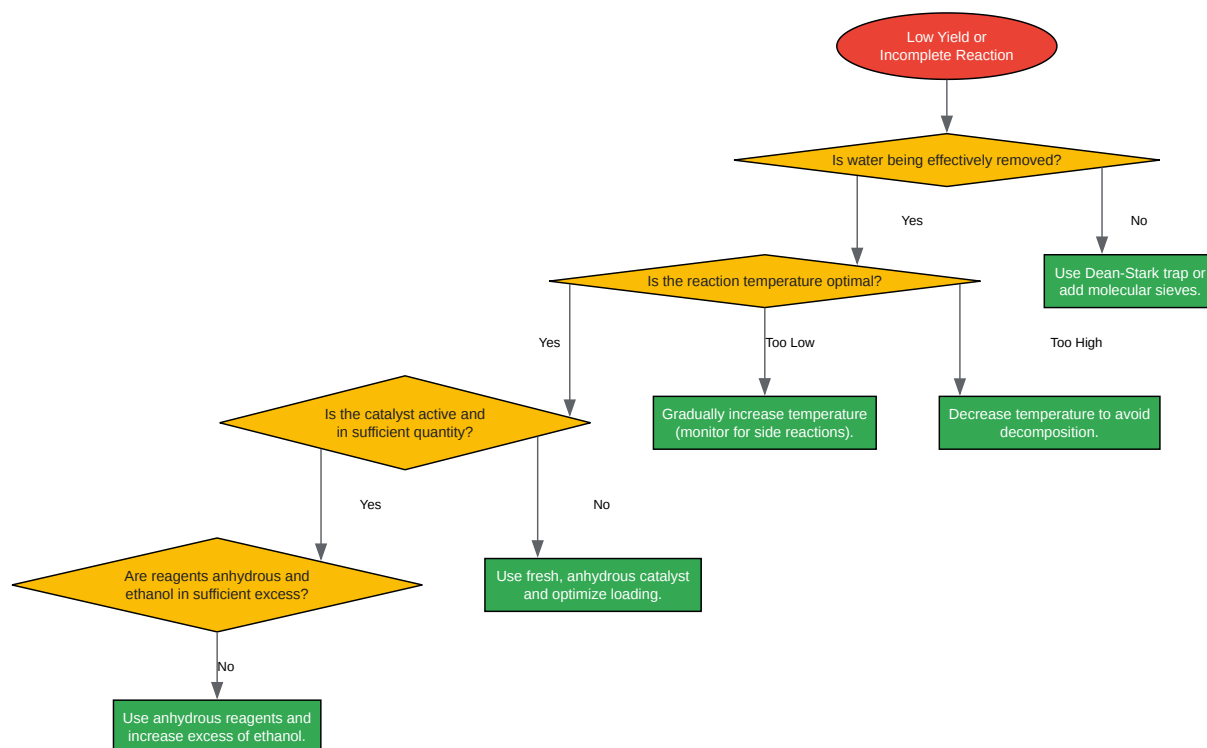 Low Yield or
Incomplete Reaction
Is water being effectively removed?
Yes
No
Use Dean-Stark trap or
add molecular sieves.
Is the reaction temperature optimal?
Yes
Too Low
Too High
Is the catalyst active and
in sufficient quantity?
Gradually increase temperature
(monitor for side reactions).
Decrease temperature to avoid
decomposition.
Yes
No
Are reagents anhydrous and
ethanol in sufficient excess?
Use fresh, anhydrous catalyst
and optimize loading.
No
Use anhydrous reagents and
increase excess of ethanol.